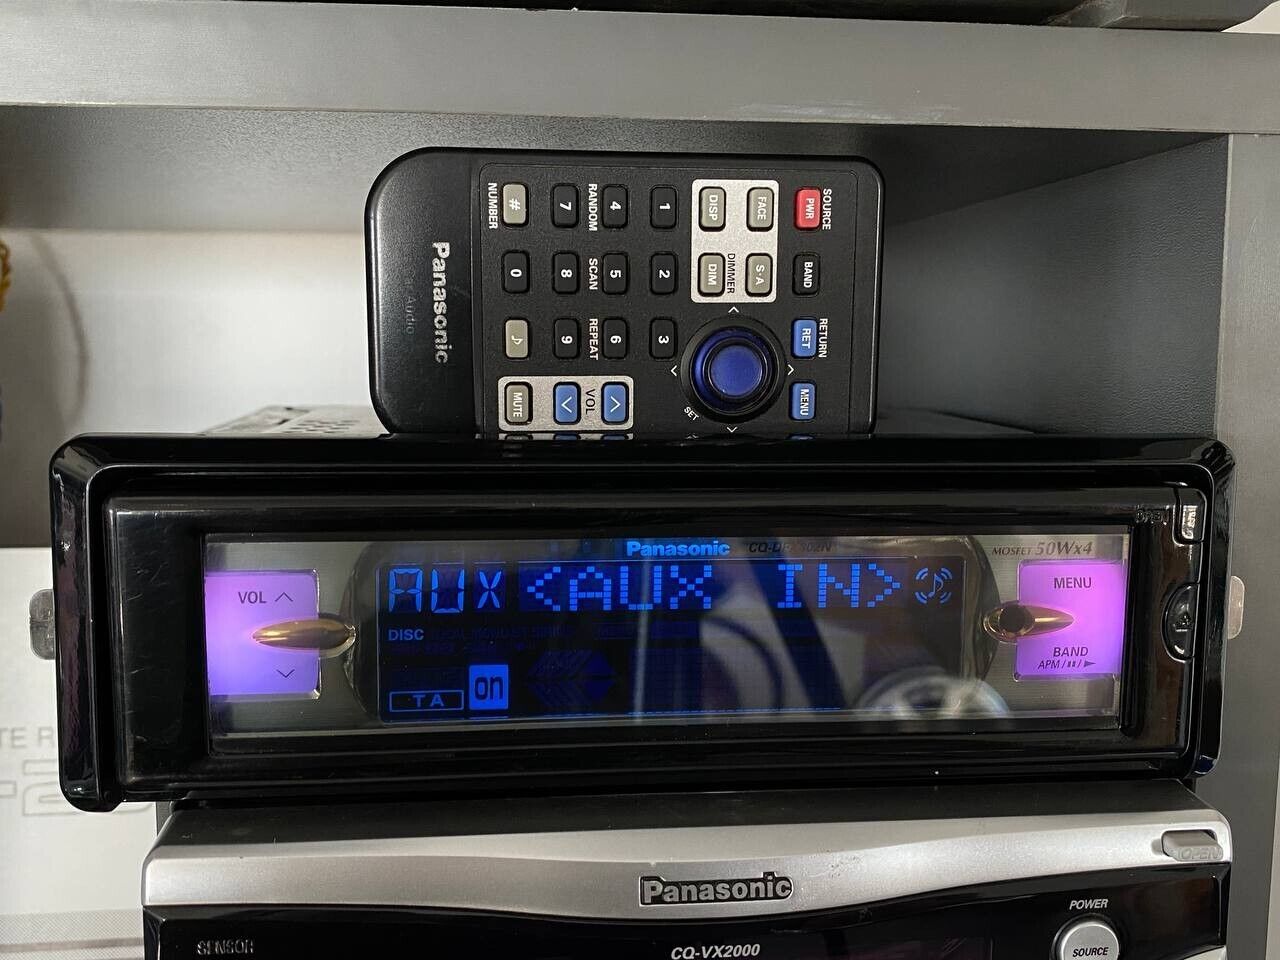 SOURCE
PWR
BAND
RETURN
RET
MENU
FACE
S·A
DISP
DIMMER
DIM
SET
1
2
3
4
5
6
RANDOM
SCAN
REPEAT
7
8
9
VOL
NUMBER
#
0
♪
MUTE
Panasonic
Panasonic
MOSFET 50Wx4
VOL
AUX <AUX IN>
MENU
DISC
BAND
APM/
TA
on
OPEN
Panasonic
POWER
SENSOR
CQ-VX2000
SOURCE